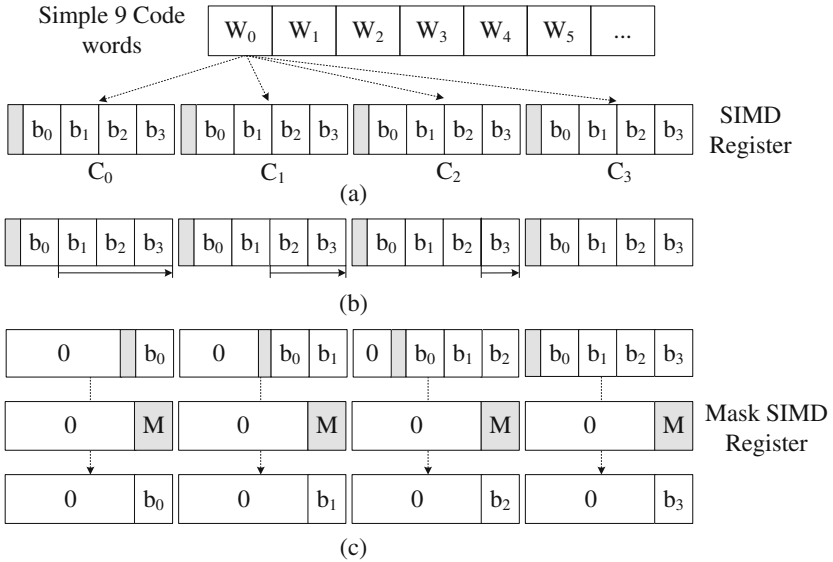 Simple 9 Code words W₀ W₁ W₂ W₃ W₄ W₅ ...
b₀ b₁ b₂ b₃ b₀ b₁ b₂ b₃ b₀ b₁ b₂ b₃ b₀ b₁ b₂ b₃ SIMD Register
C₀ C₁ C₂ C₃
(a)
b₀ b₁ b₂ b₃ b₀ b₁ b₂ b₃ b₀ b₁ b₂ b₃ b₀ b₁ b₂ b₃
(b)
0 b₀ 0 b₀ b₁ 0 b₀ b₁ b₂ b₀ b₁ b₂ b₃
0 M 0 M 0 M 0 M Mask SIMD Register
0 b₀ 0 b₁ 0 b₂ 0 b₃
(c)